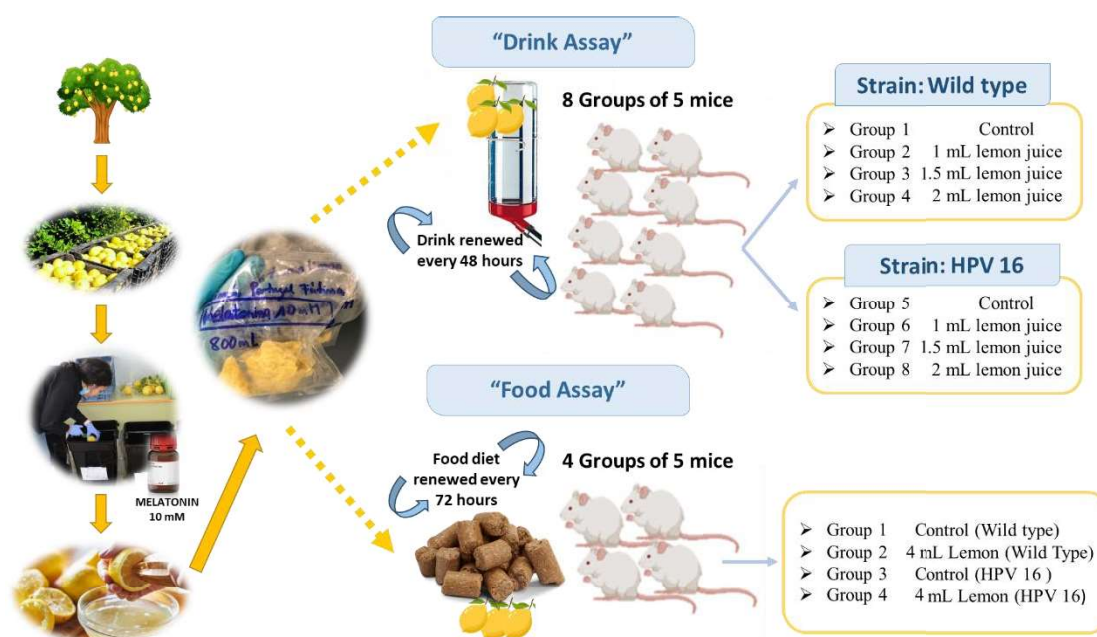 “Drink Assay”
8 Groups of 5 mice
Drink renewed
every 48 hours
Strain: Wild type
➢ Group 1 Control
➢ Group 2 1 mL lemon juice
➢ Group 3 1.5 mL lemon juice
➢ Group 4 2 mL lemon juice
Strain: HPV 16
➢ Group 5 Control
➢ Group 6 1 mL lemon juice
➢ Group 7 1.5 mL lemon juice
➢ Group 8 2 mL lemon juice
Portugal
10 mM
800mL
MELATONIN
10 mM
“Food Assay”
Food diet
renewed every
72 hours
4 Groups of 5 mice
➢ Group 1 Control (Wild type)
➢ Group 2 4 mL Lemon (Wild Type)
➢ Group 3 Control (HPV 16 )
➢ Group 4 4 mL Lemon (HPV 16)